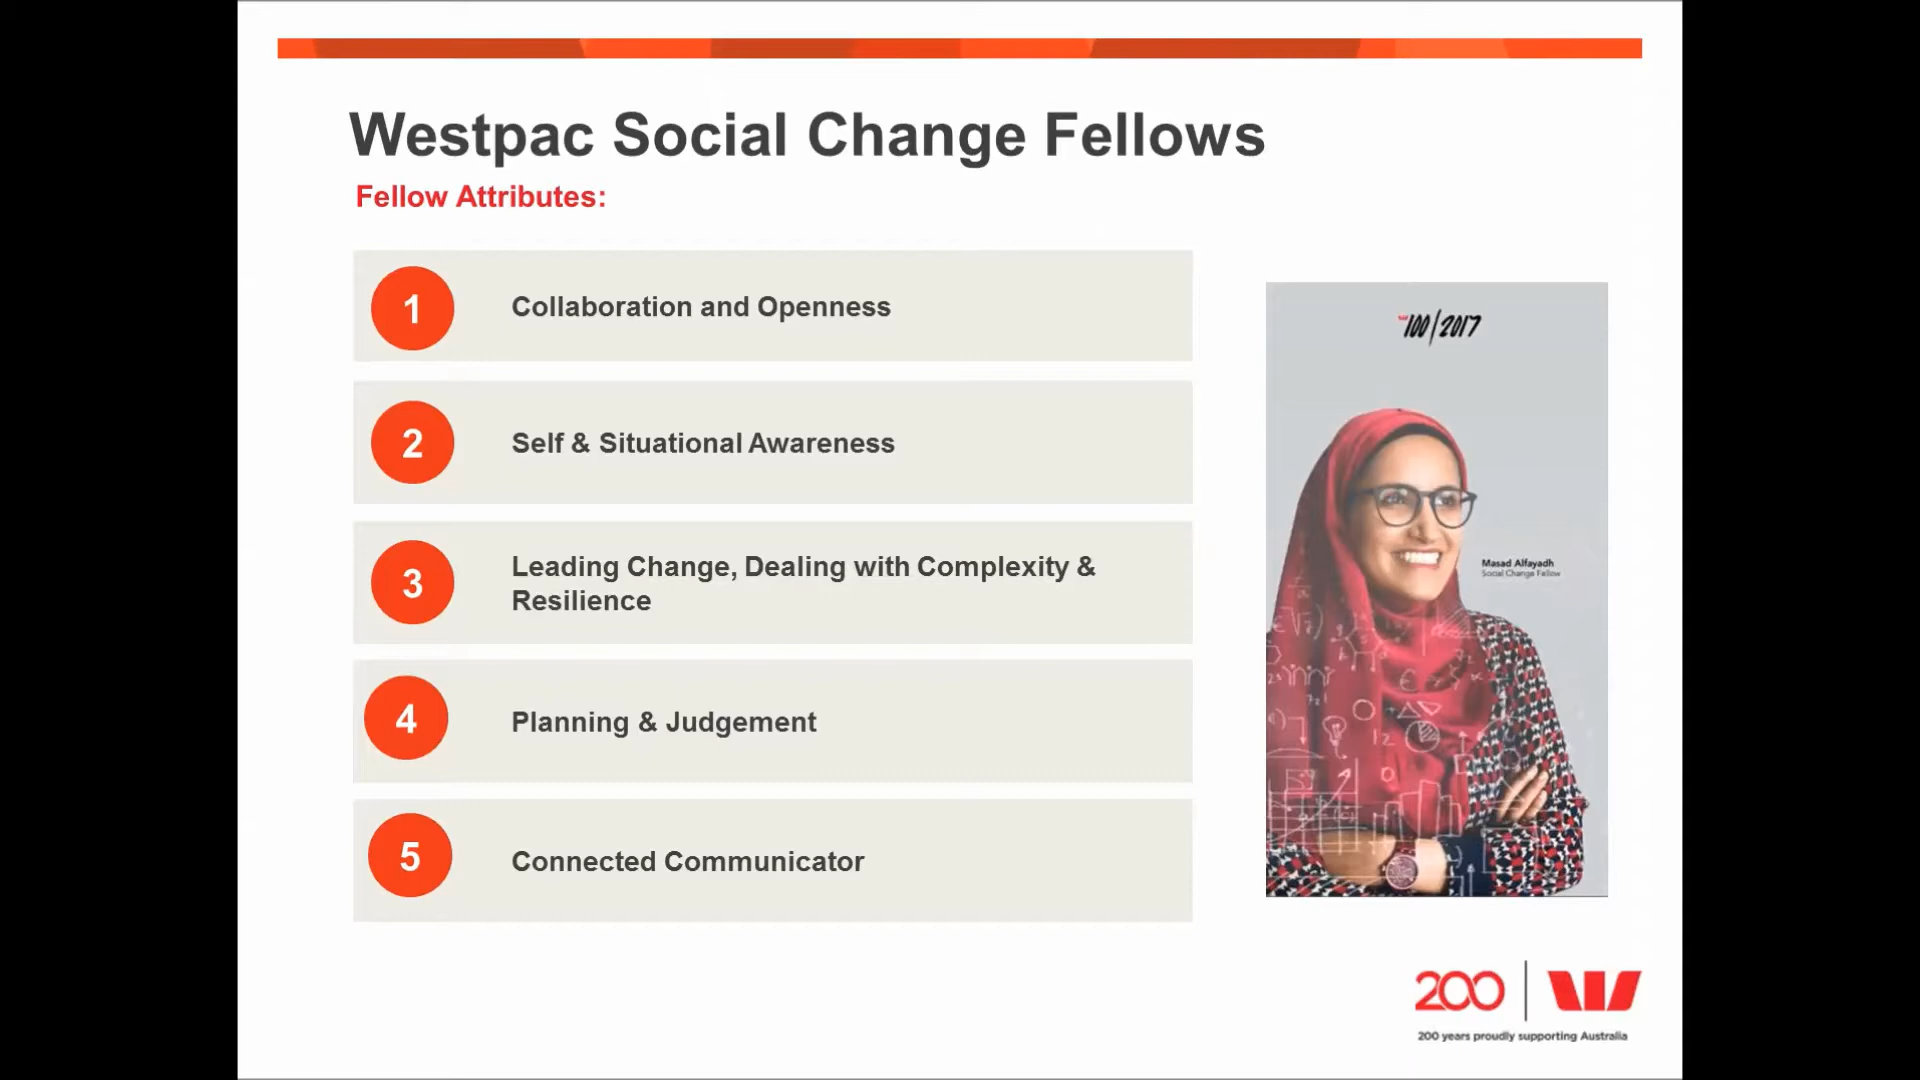 Westpac Social Change Fellows
Fellow Attributes:
1
Collaboration and Openness
2
Self & Situational Awareness
3
Leading Change, Dealing with Complexity &
Resilience
4
Planning & Judgement
5
Connected Communicator
100/2017
Masad Alfayadh
Social Change Fellow
200
200 years proudly supporting Australia